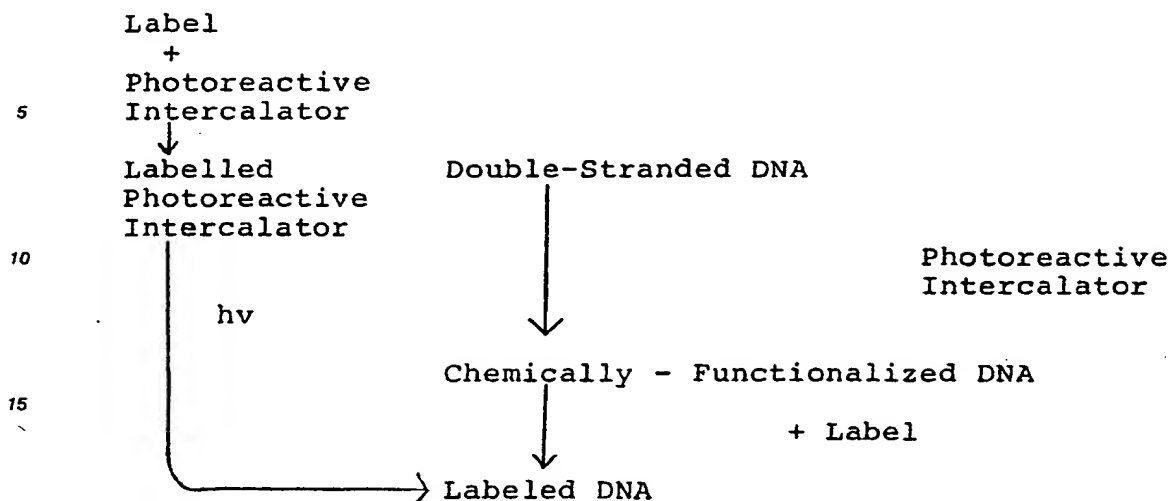 Label
+
Photoreactive
5 Intercalator
Labelled Double-Stranded DNA
Photoreactive
Intercalator
10 Photoreactive
Intercalator
hv
Chemically - Functionalized DNA
15
+ Label
Labeled DNA